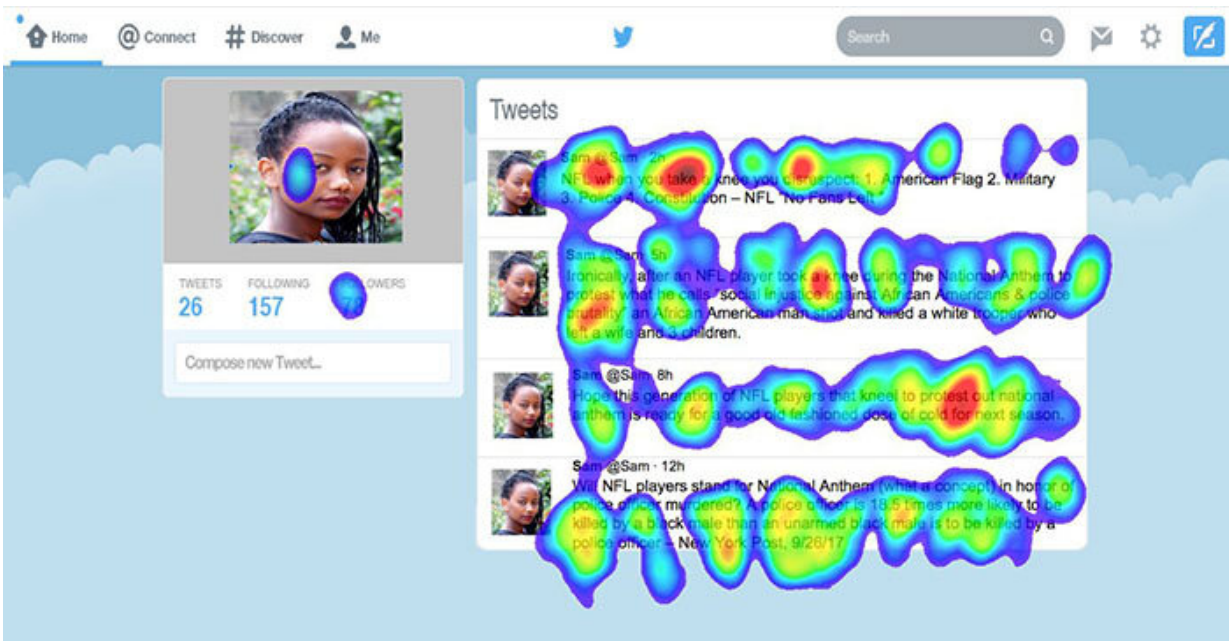 Home
Connect
Discover
Me
Search
Tweets
Sam @Sam · 2h
NFL when you take a knee you disrespect: 1. American Flag 2. Military
3. Police 4. Constitution – NFL "No Fans Left"
TWEETS FOLLOWING FOLLOWERS
26 157 78
Compose new Tweet...
Sam @Sam · 5h
Ironically, after an NFL player took a knee during the National Anthem to
protest what he calls "social injustice against African Americans & police
brutality" an African American man shot and killed a white trooper who
left a wife and 3 children.
Sam @Sam · 8h
Hope this generation of NFL players that kneel to protest out national
anthem is ready for a good old fashioned dose of cold for next season.
Sam @Sam · 12h
Will NFL players stand for National Anthem (what a concept) in honor of
police officer murdered? A police officer is 18.5 times more likely to be
killed by a black male than an unarmed black male is to be killed by a
police officer – New York Post, 9/26/17